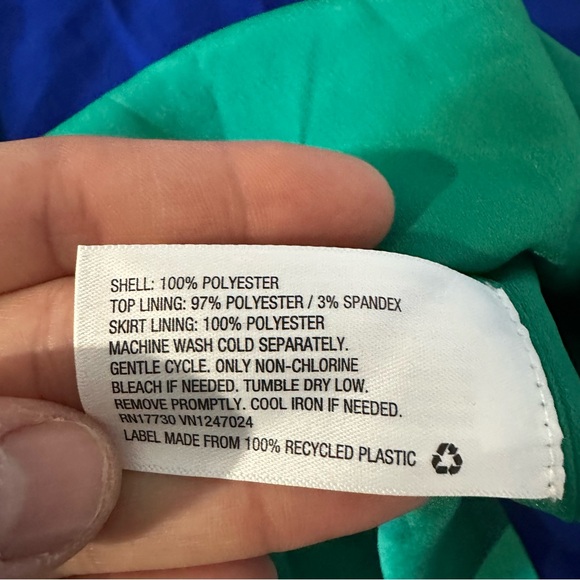 SHELL: 100% POLYESTER
TOP LINING: 97% POLYESTER / 3% SPANDEX
SKIRT LINING: 100% POLYESTER
MACHINE WASH COLD SEPARATELY.
GENTLE CYCLE. ONLY NON-CHLORINE
BLEACH IF NEEDED. TUMBLE DRY LOW.
REMOVE PROMPTLY. COOL IRON IF NEEDED.
RN17730 VN1247024
LABEL MADE FROM 100% RECYCLED PLASTIC